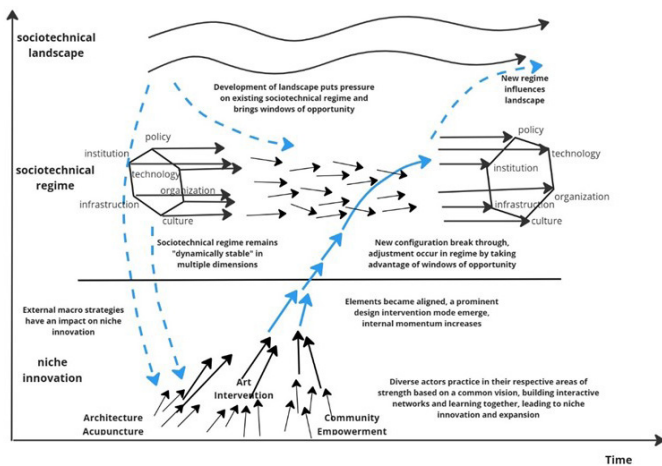 sociotechnical
landscape
Development of landscape puts pressure
on existing sociotechnical regime and
brings windows of opportunity
New regime
influences
landscape
sociotechnical
regime
policy
institution
technology
organization
infrastruction
culture
policy
technology
institution
organization
infrastruction
culture
Sociotechnical regime remains
"dynamically stable" in
multiple dimensions
New configuration break through,
adjustment occur in regime by taking
advantage of windows of opportunity
External macro strategies
have an impact on niche
innovation
Elements became aligned, a prominent
design intervention mode emerge,
internal momentum increases
niche
innovation
Art
Intervention
Architecture
Acupuncture
Community
Empowerment
Diverse actors practice in their respective areas of
strength based on a common vision, building interactive
networks and learning together, leading to niche
innovation and expansion
Time